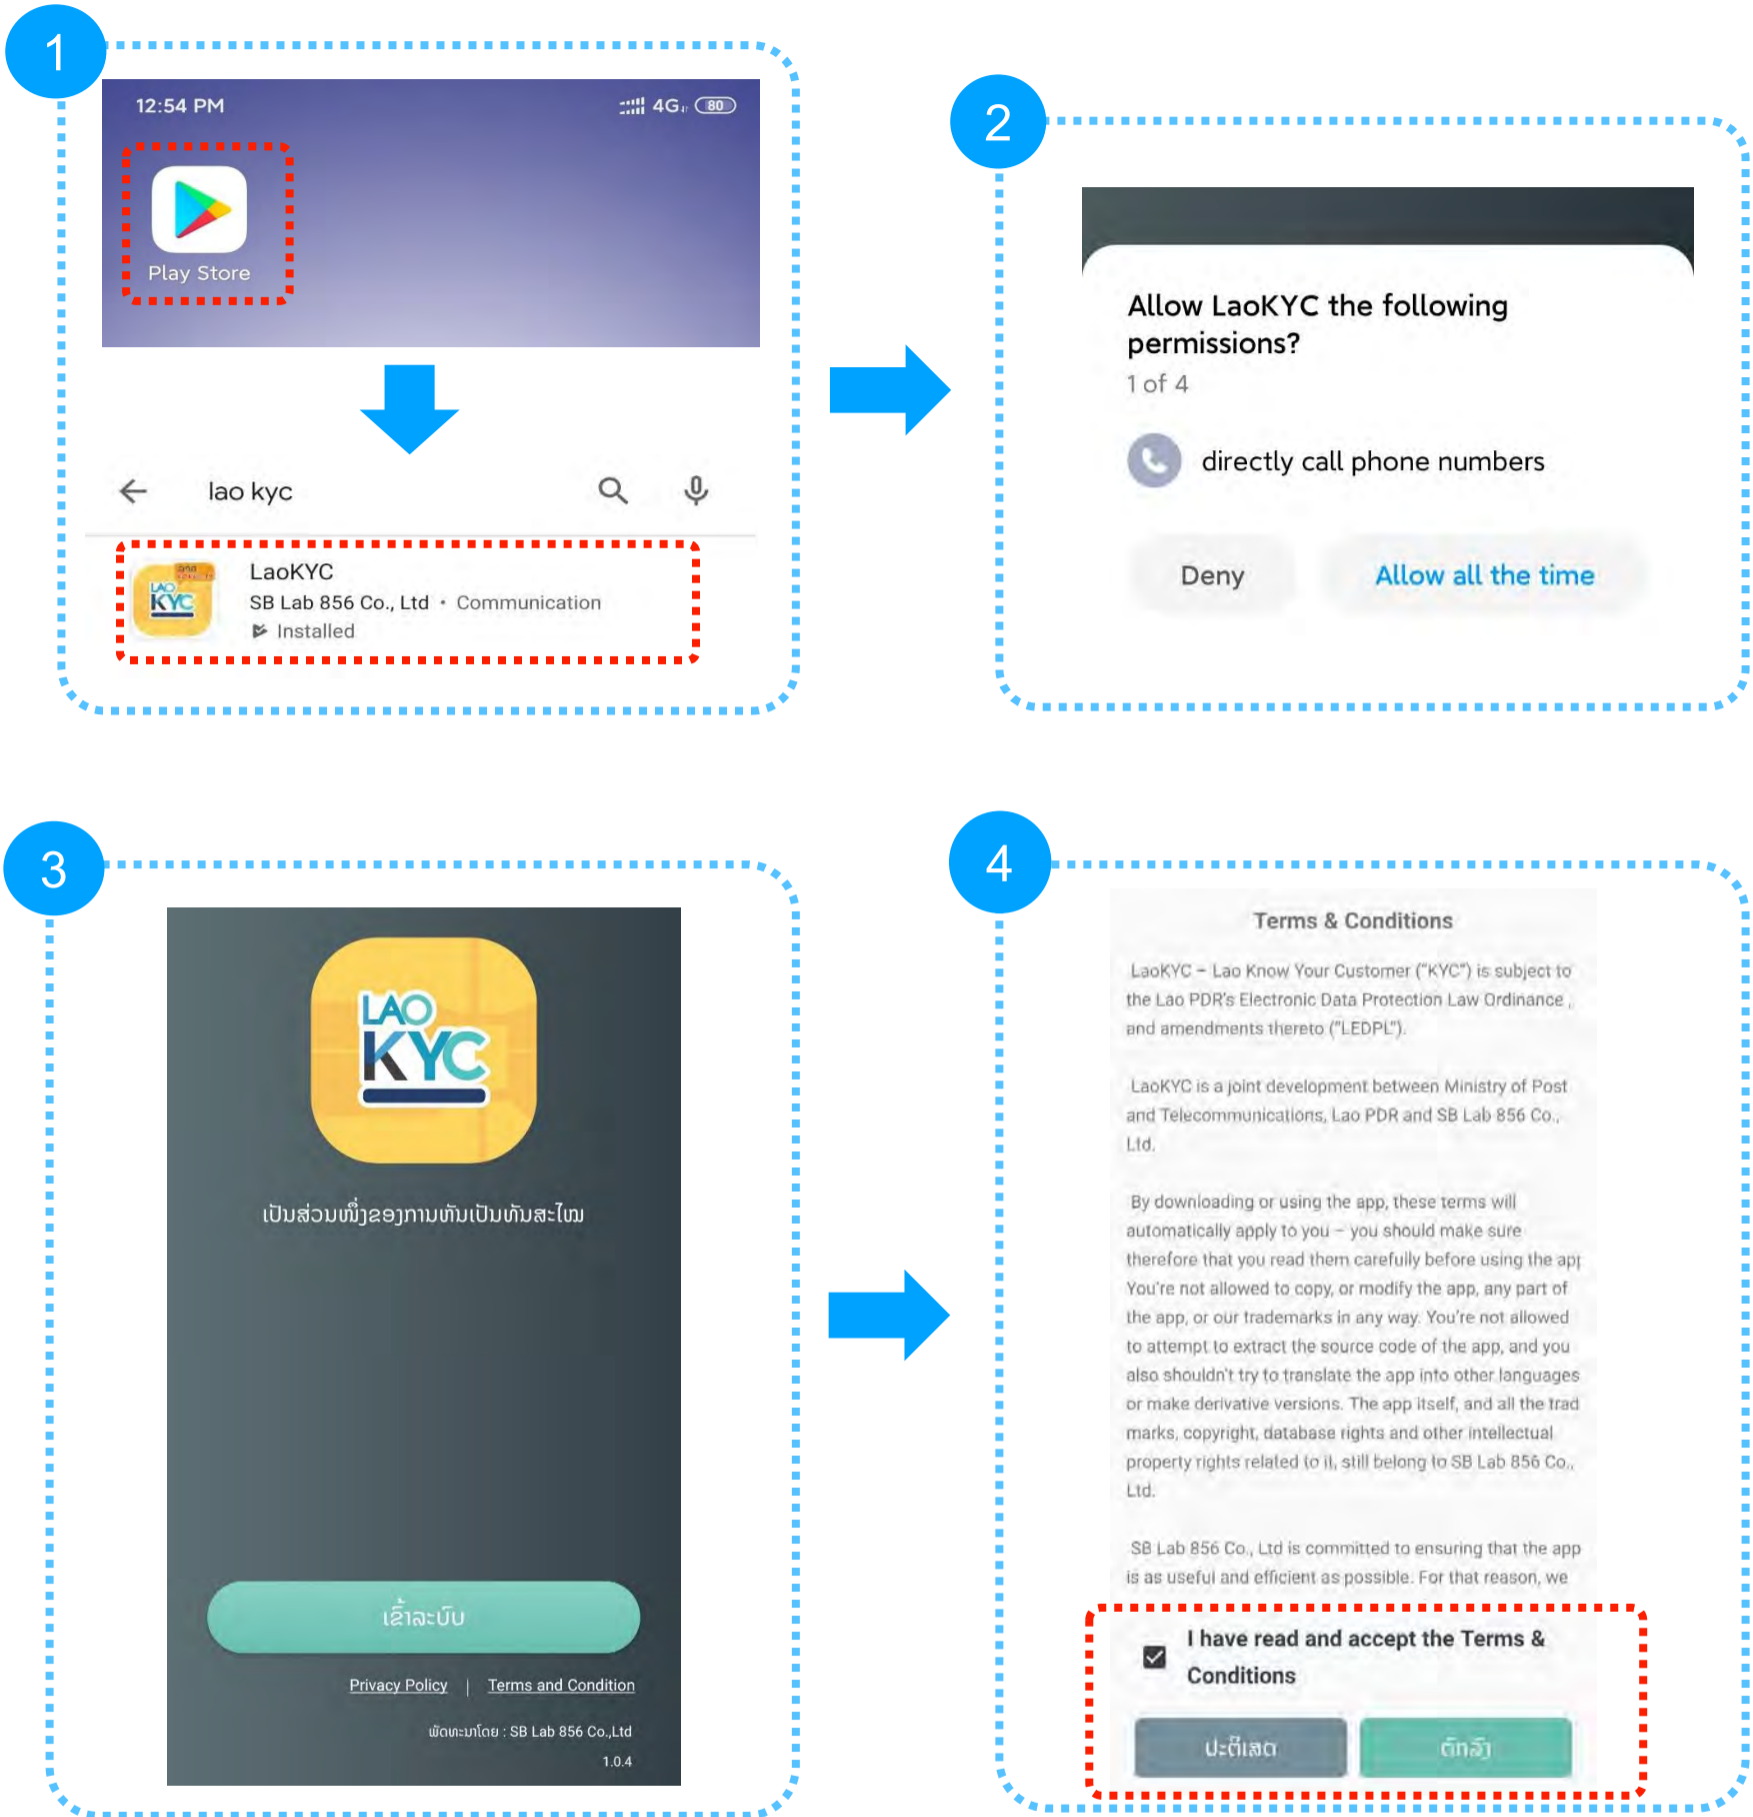 1
12:54 PM
4G
80
Play Store
lao kyc
LAO
KYC
LaoKYC
SB Lab 856 Co., Ltd • Communication
Installed
2
Allow LaoKYC the following
permissions?
1 of 4
directly call phone numbers
Deny
Allow all the time
3
LAO
KYC
ເປັນສ່ວນໜຶ່ງຂອງການຫັນເປັນທັນສະໄໝ
ເຂົ້າລະບົບ
Privacy Policy | Terms and Condition
ພັດທະນາໂດຍ : SB Lab 856 Co.,Ltd
1.0.4
4
Terms & Conditions
LaoKYC – Lao Know Your Customer ("KYC") is subject to
the Lao PDR's Electronic Data Protection Law Ordinance ,
and amendments thereto ("LEDPL").
LaoKYC is a joint development between Ministry of Post
and Telecommunications, Lao PDR and SB Lab 856 Co.,
Ltd.
By downloading or using the app, these terms will
automatically apply to you – you should make sure
therefore that you read them carefully before using the app
You're not allowed to copy, or modify the app, any part of
the app, or our trademarks in any way. You're not allowed
to attempt to extract the source code of the app, and you
also shouldn't try to translate the app into other languages
or make derivative versions. The app itself, and all the trad
marks, copyright, database rights and other intellectual
property rights related to it, still belong to SB Lab 856 Co.,
Ltd.
SB Lab 856 Co., Ltd is committed to ensuring that the app
is as useful and efficient as possible. For that reason, we
I have read and accept the Terms &
Conditions
ປະຕິເສດ
ຕົກລົງ